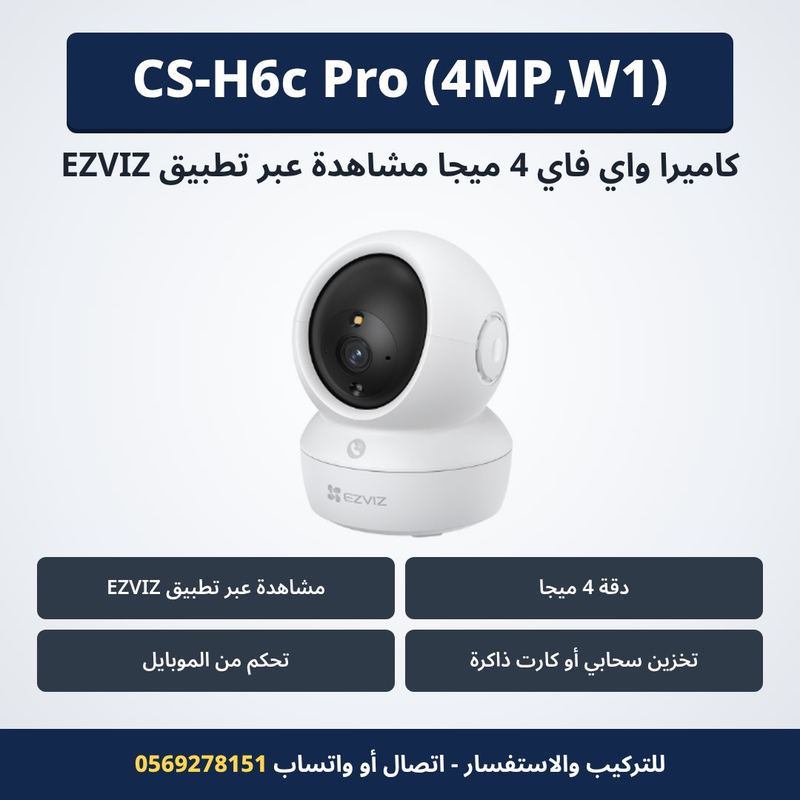 CS-H6c Pro (4MP,W1)
كاميرا واي فاي 4 ميجا مشاهدة عبر تطبيق EZVIZ
EZVIZ
دقة 4 ميجا
مشاهدة عبر تطبيق EZVIZ
تخزين سحابي أو كارت ذاكرة
تحكم من الموبايل
للتركيب والاستفسار - اتصال أو واتساب 0569278151